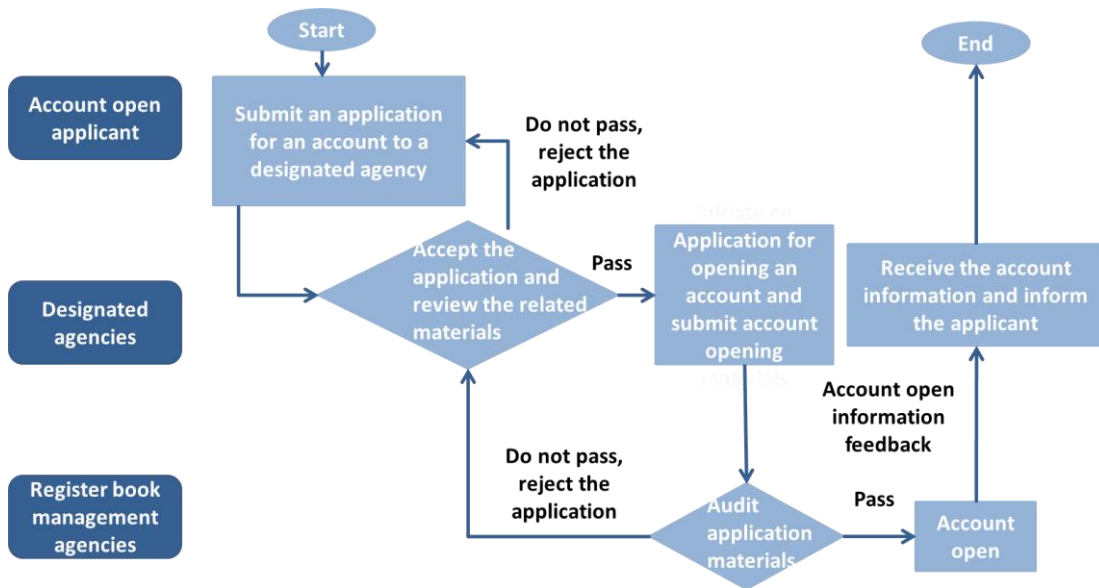 Start
End
Account open
applicant
Submit an application
for an account to a
designated agency
Do not pass,
reject the
application
Designated
agencies
Accept the
application and
review the related
materials
Pass
initiate an
Application for
opening an
account and
submit account
opening
materials
Receive the account
information and inform
the applicant
Account open
information
feedback
Do not pass,
reject the
application
Register book
management
agencies
Audit
application
materials
Pass
Account
open